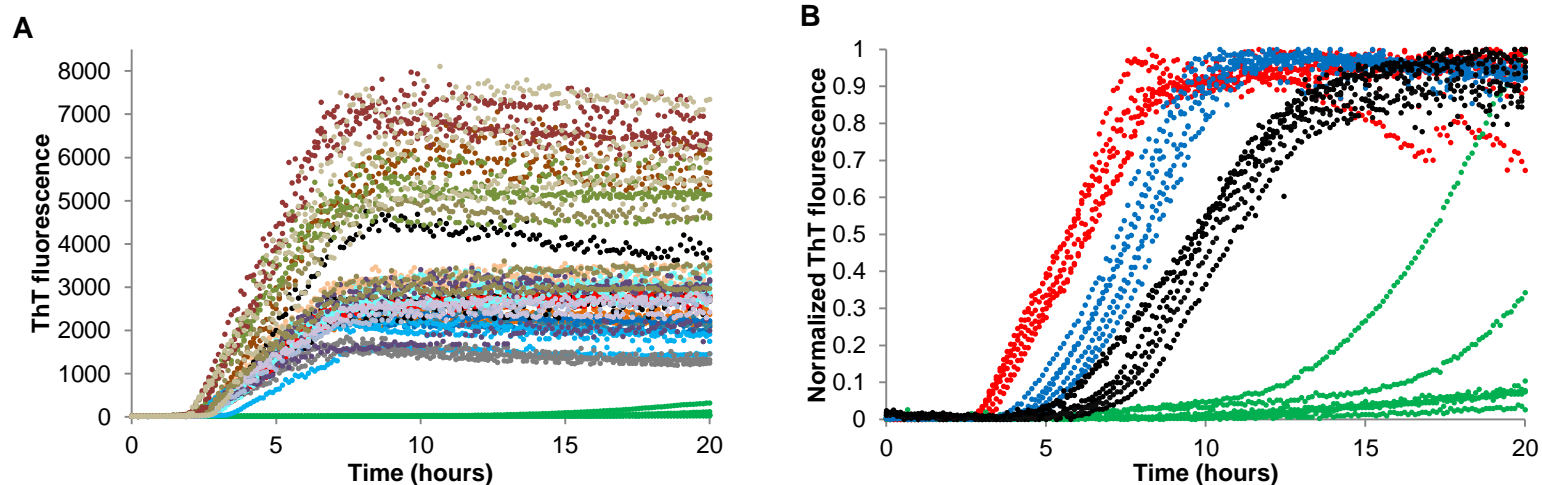 A
ThT fluorescence
8000
7000
6000
5000
4000
3000
2000
1000
0
0 5 10 15 20
Time (hours)
B
Normalized ThT flourescence
1
0.9
0.8
0.7
0.6
0.5
0.4
0.3
0.2
0.1
0
0 5 10 15 20
Time (hours)